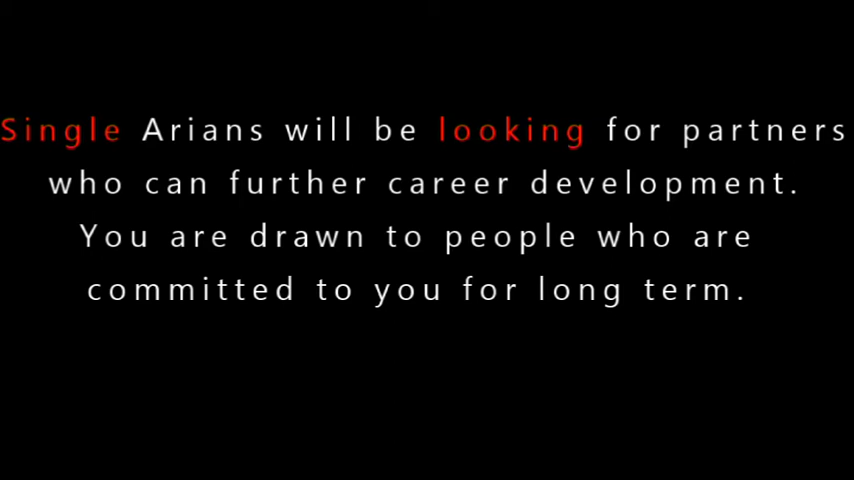 Single Arians will be looking for partners
who can further career development.
You are drawn to people who are
committed to you for long term.